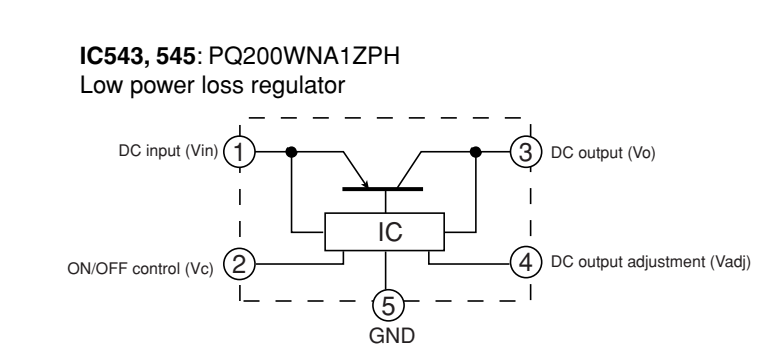 IC543, 545: PQ200WNA1ZPH
Low power loss regulator
DC input (Vin) 1
3 DC output (Vo)
IC
ON/OFF control (Vc) 2
4 DC output adjustment (Vadj)
5
GND